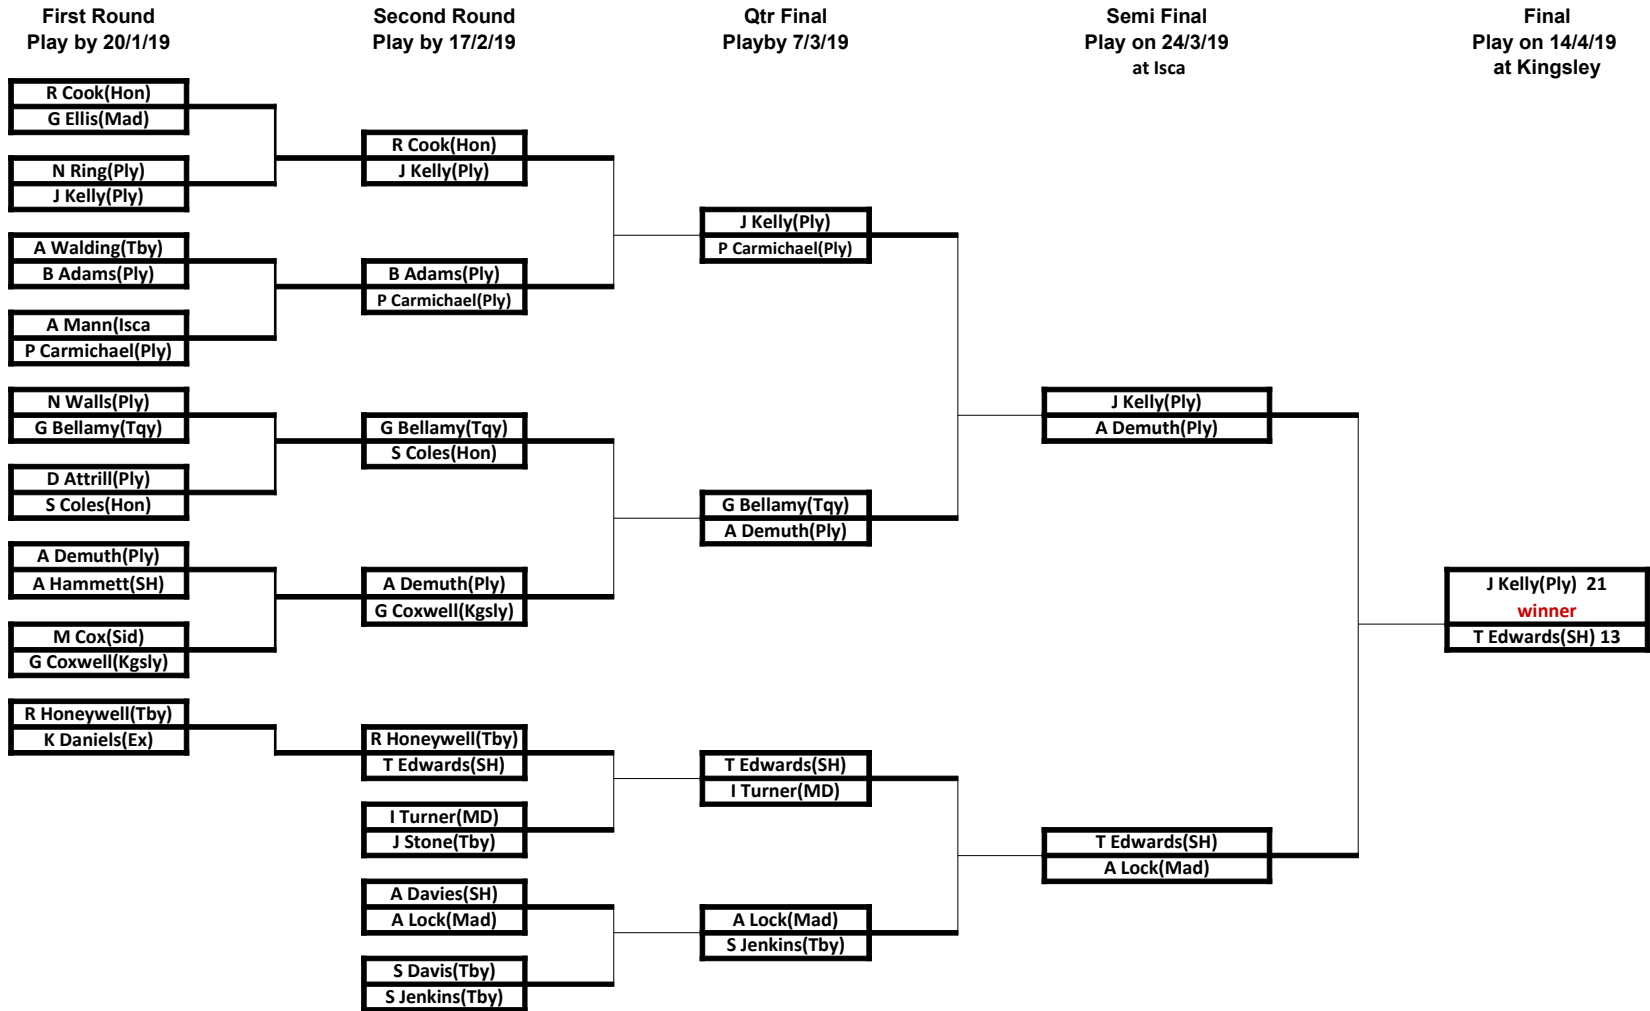 First Round
Play by 20/1/19
Second Round
Play by 17/2/19
Qtr Final
Playby 7/3/19
Semi Final
Play on 24/3/19
at Isca
Final
Play on 14/4/19
at Kingsley
R Cook(Hon)
G Ellis(Mad)
N Ring(Ply)
J Kelly(Ply)
A Walding(Tby)
B Adams(Ply)
A Mann(Isca
P Carmichael(Ply)
N Walls(Ply)
G Bellamy(Tqy)
D Attrill(Ply)
S Coles(Hon)
A Demuth(Ply)
A Hammett(SH)
M Cox(Sid)
G Coxwell(Kgsly)
R Honeywell(Tby)
K Daniels(Ex)
R Cook(Hon)
J Kelly(Ply)
B Adams(Ply)
P Carmichael(Ply)
G Bellamy(Tqy)
S Coles(Hon)
A Demuth(Ply)
G Coxwell(Kgsly)
R Honeywell(Tby)
T Edwards(SH)
I Turner(MD)
J Stone(Tby)
A Davies(SH)
A Lock(Mad)
S Davis(Tby)
S Jenkins(Tby)
J Kelly(Ply)
P Carmichael(Ply)
G Bellamy(Tqy)
A Demuth(Ply)
T Edwards(SH)
I Turner(MD)
A Lock(Mad)
S Jenkins(Tby)
J Kelly(Ply)
A Demuth(Ply)
T Edwards(SH)
A Lock(Mad)
J Kelly(Ply) 21
winner
T Edwards(SH) 13